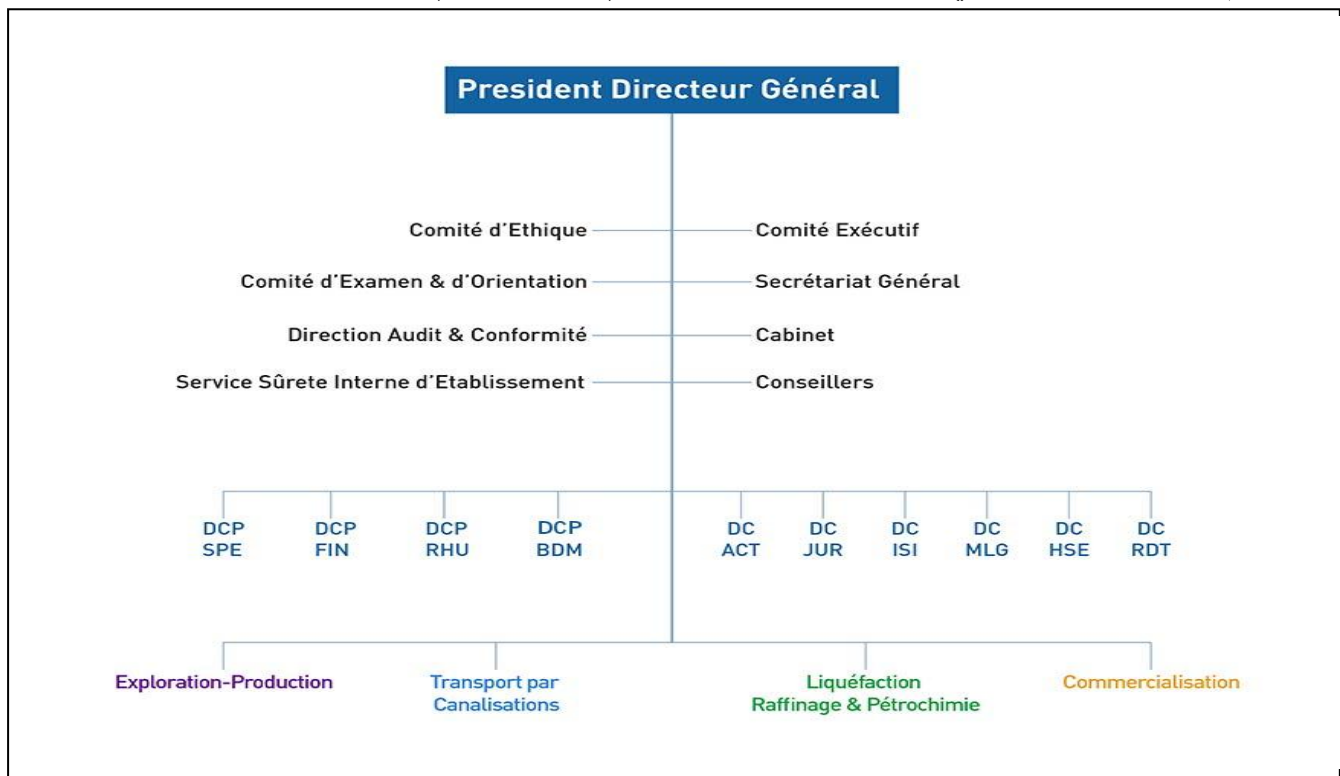 President Directeur Général
Comité d'Ethique
Comité Exécutif
Comité d'Examen & d'Orientation
Secrétariat Général
Direction Audit & Conformité
Cabinet
Service Sûrete Interne d'Etablissement
Conseillers
DCP
SPE
DCP
FIN
DCP
RHU
DCP
BDM
DC
ACT
DC
JUR
DC
ISI
DC
MLG
DC
HSE
DC
RDT
Exploration-Production
Transport par
Canalisations
Liquéfaction
Raffinage & Pétrochimie
Commercialisation